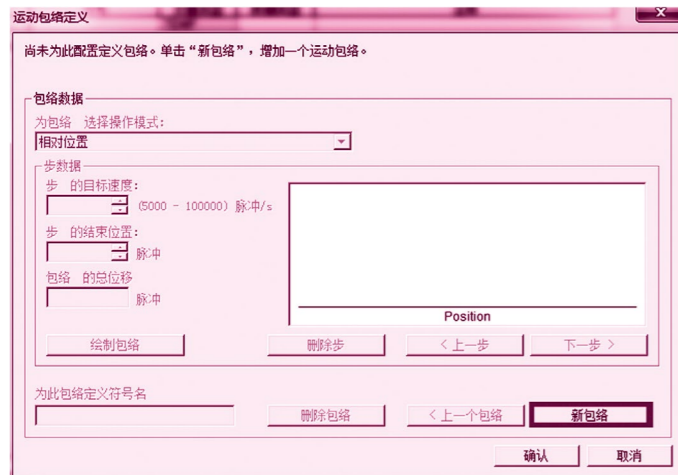 运动包络定义
尚未为此配置定义包络。单击“新包络”，增加一个运动包络。
包络数据
为包络 选择操作模式:
相对位置
步数据
步 的目标速度:
(5000 - 100000) 脉冲/s
步 的结束位置:
脉冲
包络 的总位移
脉冲
Position
绘制包络 删除步 <上一步 下一步 >
为此包络定义符号名
删除包络 <上一个包络 新包络
确认 取消